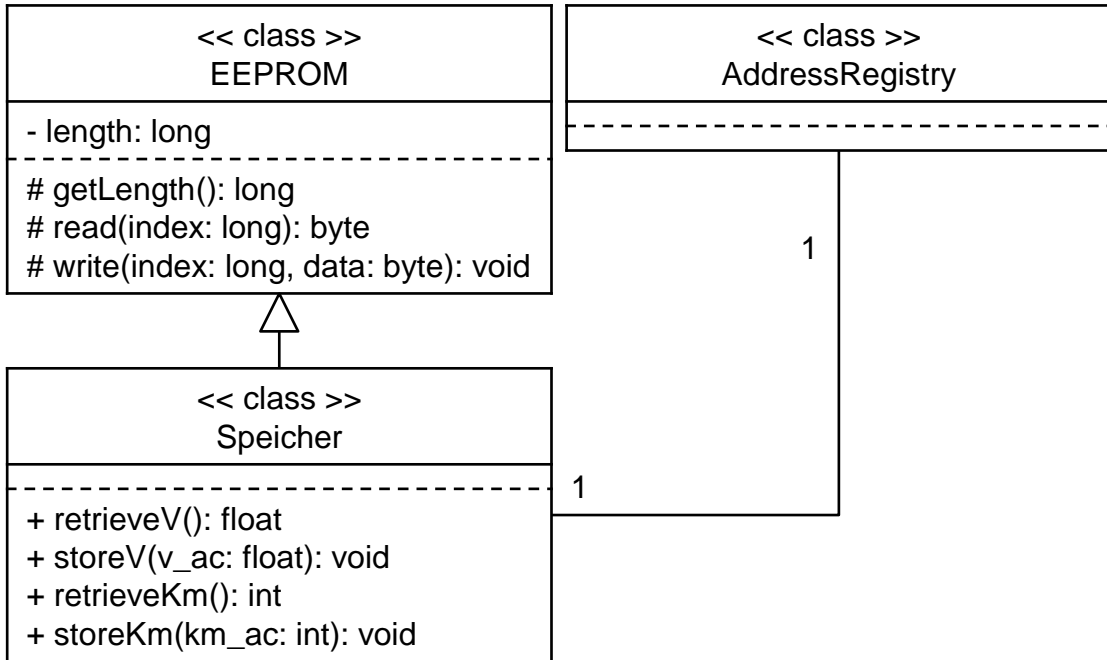 << class >>
EEPROM
- length: long
# getLength(): long
# read(index: long): byte
# write(index: long, data: byte): void
<< class >>
AddressRegistry
1
<< class >>
Speicher
1
+ retrieveV(): float
+ storeV(v_ac: float): void
+ retrieveKm(): int
+ storeKm(km_ac: int): void